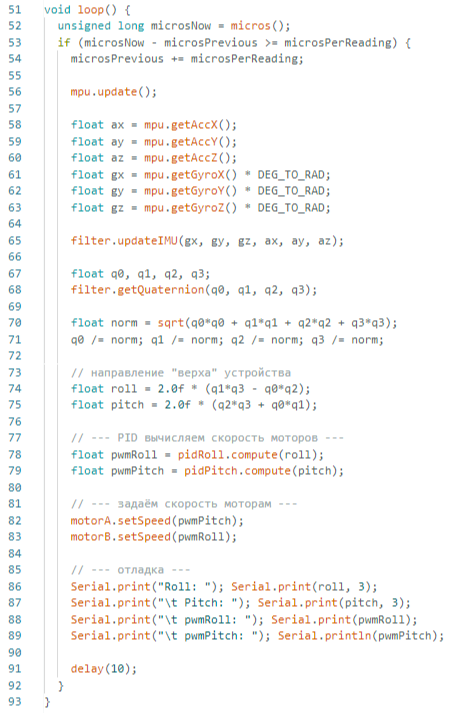 51 void loop() {
52   unsigned long microsNow = micros();
53   if (microsNow - microsPrevious >= microsPerReading) {
54     microsPrevious += microsPerReading;
55
56     mpu.update();
57
58     float ax = mpu.getAccX();
59     float ay = mpu.getAccY();
60     float az = mpu.getAccZ();
61     float gx = mpu.getGyroX() * DEG_TO_RAD;
62     float gy = mpu.getGyroY() * DEG_TO_RAD;
63     float gz = mpu.getGyroZ() * DEG_TO_RAD;
64
65     filter.updateIMU(gx, gy, gz, ax, ay, az);
66
67     float q0, q1, q2, q3;
68     filter.getQuaternion(q0, q1, q2, q3);
69
70     float norm = sqrt(q0*q0 + q1*q1 + q2*q2 + q3*q3);
71     q0 /= norm; q1 /= norm; q2 /= norm; q3 /= norm;
72
73     // направление "верха" устройства
74     float roll = 2.0f * (q1*q3 - q0*q2);
75     float pitch = 2.0f * (q2*q3 + q0*q1);
76
77     // --- PID вычисляем скорость моторов ---
78     float pwmRoll = pidRoll.compute(roll);
79     float pwmPitch = pidPitch.compute(pitch);
80
81     // --- задаём скорость моторам ---
82     motorA.setSpeed(pwmPitch);
83     motorB.setSpeed(pwmRoll);
84
85     // --- отладка ---
86     Serial.print("Roll: "); Serial.print(roll, 3);
87     Serial.print("\t Pitch: "); Serial.print(pitch, 3);
88     Serial.print("\t pwmRoll: "); Serial.print(pwmRoll);
89     Serial.print("\t pwmPitch: "); Serial.println(pwmPitch);
90
91     delay(10);
92   }
93 }